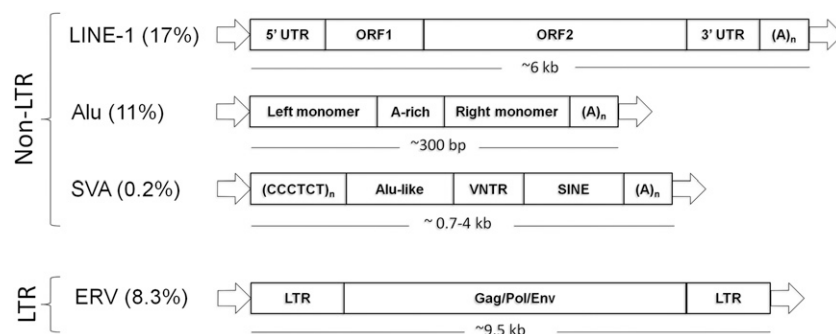 Non-LTR
LINE-1 (17%)
5' UTR ORF1 ORF2 3' UTR (A)n
~6 kb
Alu (11%)
Left monomer A-rich Right monomer (A)n
~300 bp
SVA (0.2%)
(CCCTCT)n Alu-like VNTR SINE (A)n
~ 0.7-4 kb
LTR
ERV (8.3%)
LTR Gag/Pol/Env LTR
~9.5 kb